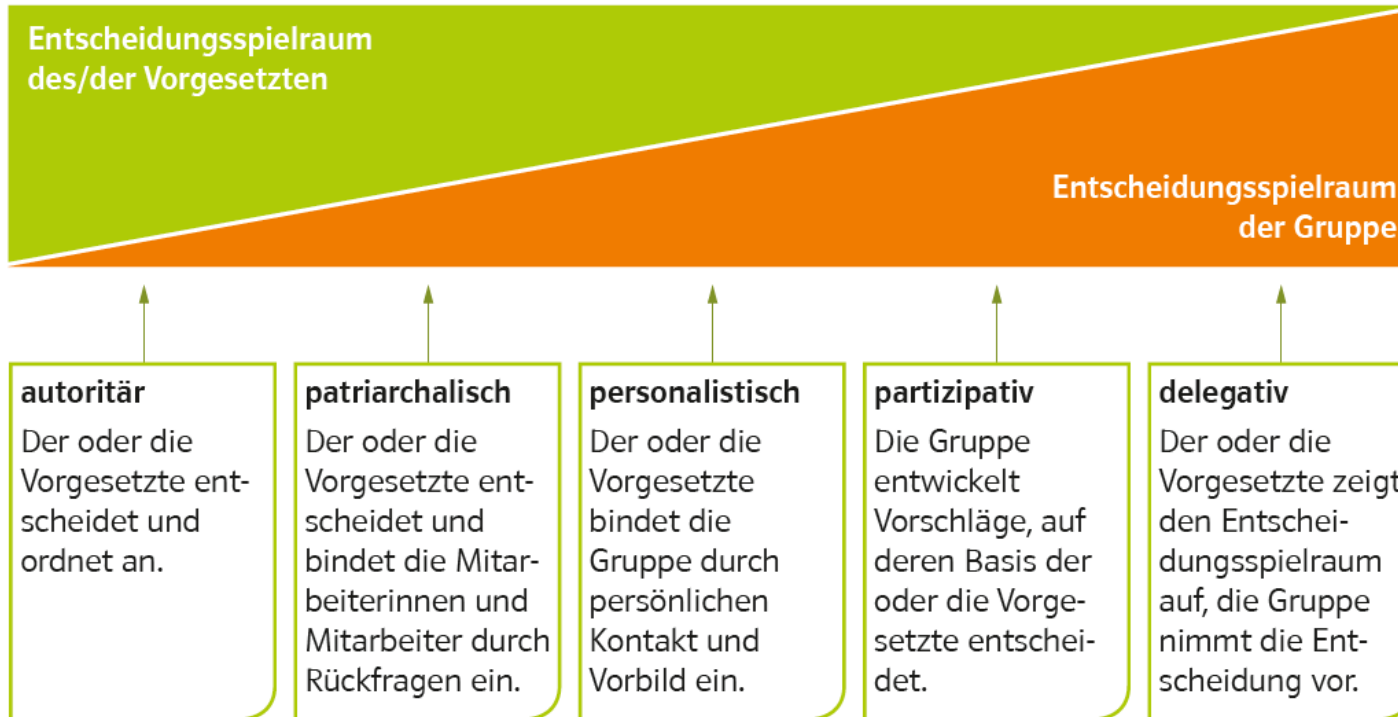 Entscheidungsspielraum
des/der Vorgesetzten
Entscheidungsspielraum
der Gruppe
autoritär
Der oder die
Vorgesetzte ent-
scheidet und
ordnet an.
patriarchalisch
Der oder die
Vorgesetzte ent-
scheidet und
bindet die Mitar-
beiterinnen und
Mitarbeiter durch
Rückfragen ein.
personalistisch
Der oder die
Vorgesetzte
bindet die
Gruppe durch
persönlichen
Kontakt und
Vorbild ein.
partizipativ
Die Gruppe
entwickelt
Vorschläge, auf
deren Basis der
oder die Vorge-
setzte entschei-
det.
delegativ
Der oder die
Vorgesetzte zeigt
den Entschei-
dungsspielraum
auf, die Gruppe
nimmt die Ent-
scheidung vor.